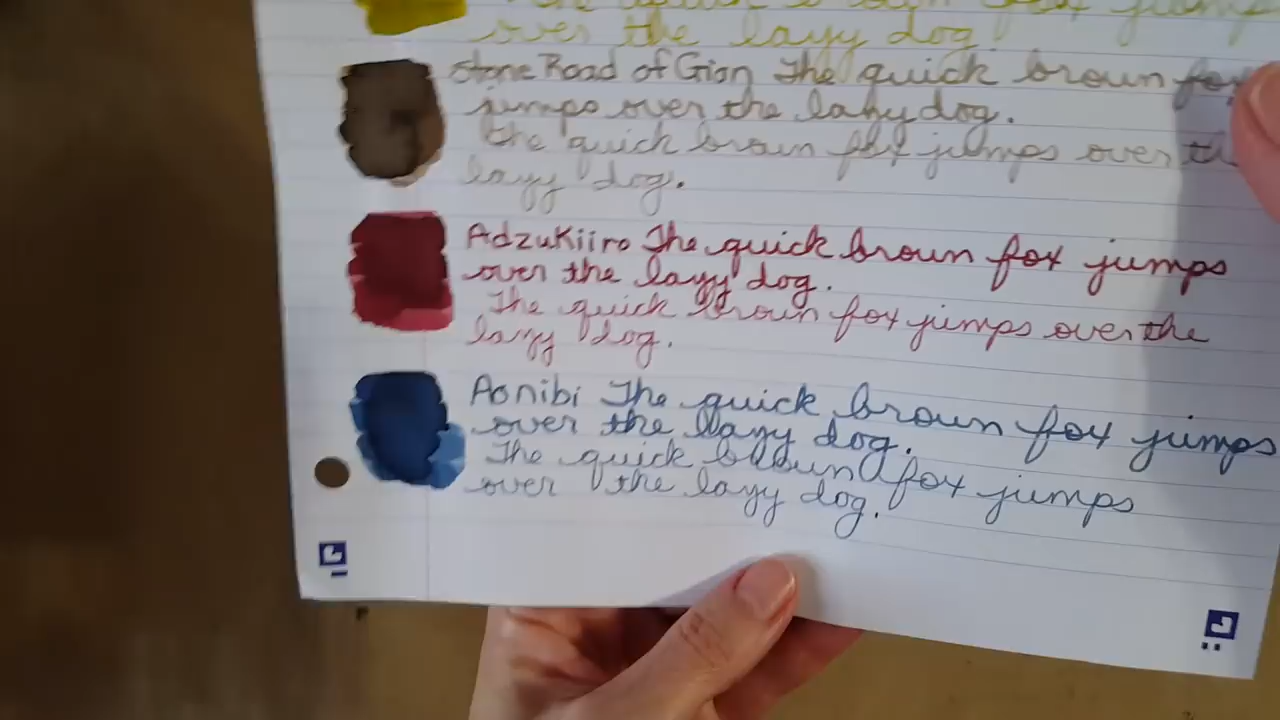 over the lazy dog
Stone Road of Gion The quick brown fox
jumps over the lazy dog.
the quick brown fox jumps over
lazy dog.
Adzukiiro The quick brown fox jumps
over the lazy dog.
The quick brown fox jumps over the
lazy dog.
Aonibi The quick brown fox jumps
over the lazy dog.
The quick brown fox jumps
over the lazy dog.